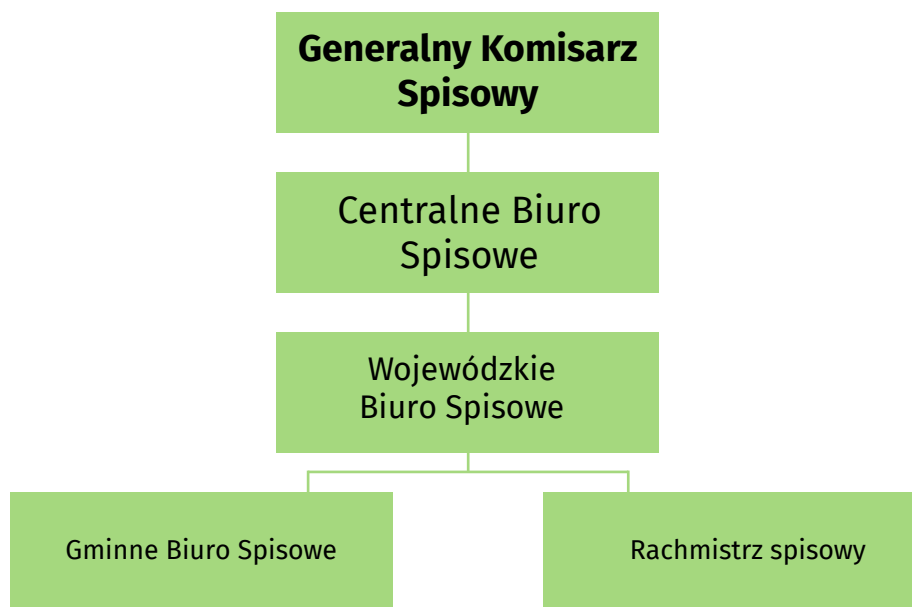 Generalny Komisarz
Spisowy
Centralne Biuro
Spisowe
Wojewódzkie
Biuro Spisowe
Gminne Biuro Spisowe
Rachmistrz spisowy